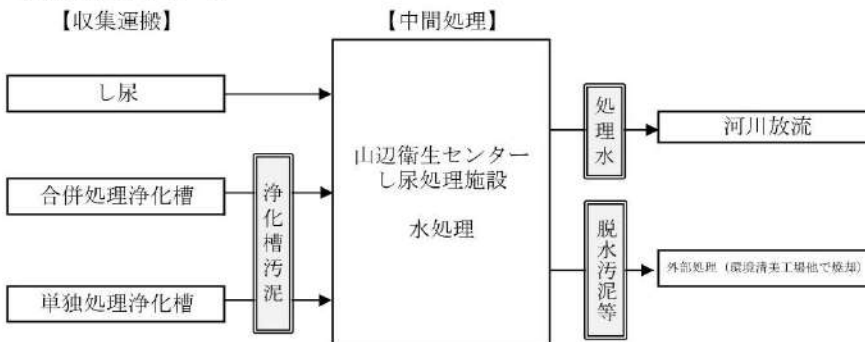 【収集運搬】
【中間処理】
し尿
合併処理浄化槽
単独処理浄化槽
浄化槽汚泥
山辺衛生センター
し尿処理施設
水処理
処理水
河川放流
脱水汚泥等
外部処理（環境清美工場他で焼却）